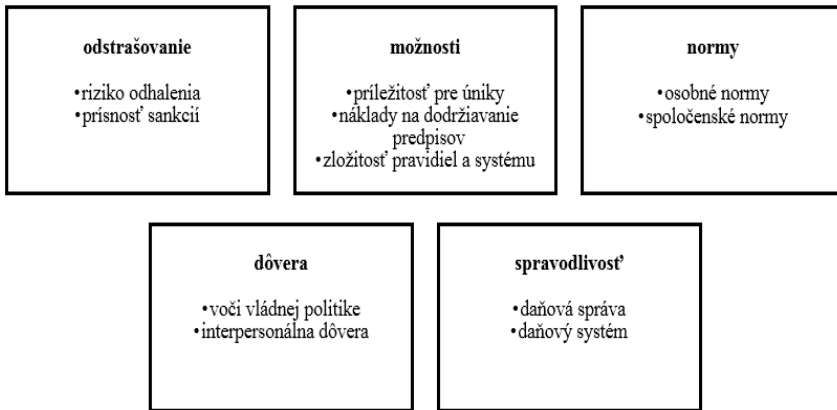 odstrašovanie
•riziko odhalenia
•prísnosť sankcií
možnosti
•príležitosť pre úniky
•náklady na dodržiavanie
predpisov
•zložitosť pravidiel a systému
normy
•osobné normy
•spoločenské normy
dôvera
•voči vládnej politike
•interpersonálna dôvera
spravodlivosť
•daňová správa
•daňový systém